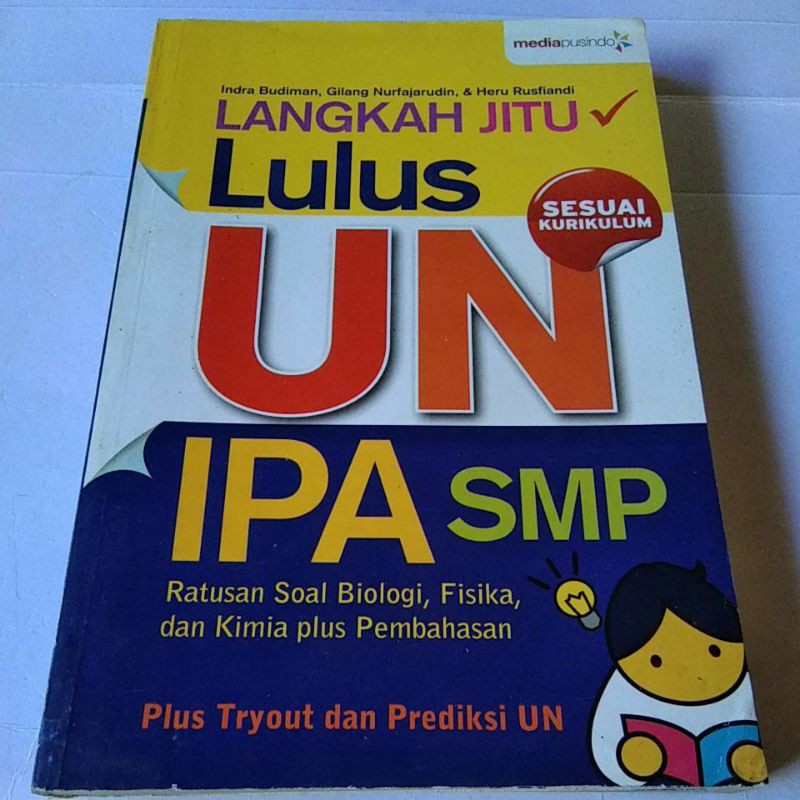 mediapusindo
Indra Budiman, Gilang Nurfajarudin, & Heru Rusfiandi
LANGKAH JITU
Lulus
SESUAI
KURIKULUM
UN
IPA SMP
Ratusan Soal Biologi, Fisika,
dan Kimia plus Pembahasan
Plus Tryout dan Prediksi UN